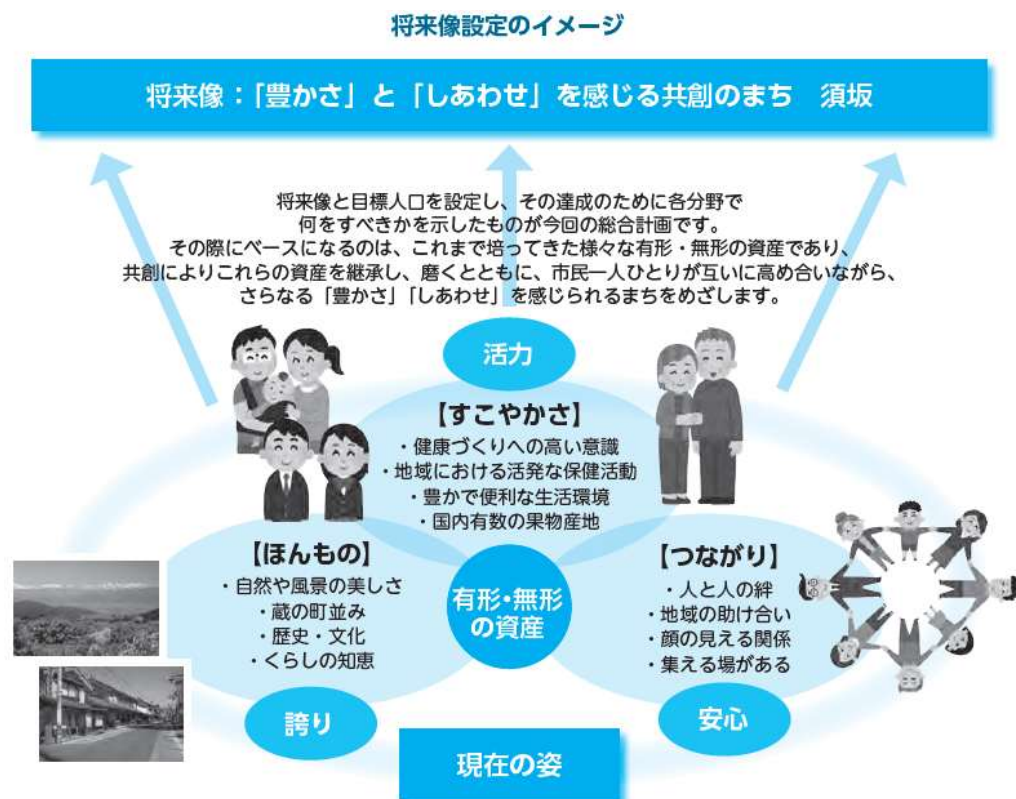 将来像設定のイメージ
将来像：「豊かさ」と「しあわせ」を感じる共創のまち　須坂
将来像と目標人口を設定し、その達成のために各分野で
何をすべきかを示したものが今回の総合計画です。
その際にベースになるのは、これまで培ってきた様々な有形・無形の資産であり、
共創によりこれらの資産を継承し、磨くとともに、市民一人ひとりが互いに高め合いながら、
さらなる「豊かさ」「しあわせ」を感じられるまちをめざします。
活力
【すこやかさ】
・健康づくりへの高い意識
・地域における活発な保健活動
・豊かで便利な生活環境
・国内有数の果物産地
【ほんもの】
・自然や風景の美しさ
・蔵の町並み
・歴史・文化
・くらしの知恵
有形・無形
の資産
【つながり】
・人と人の絆
・地域の助け合い
・顔の見える関係
・集える場がある
誇り
安心
現在の姿